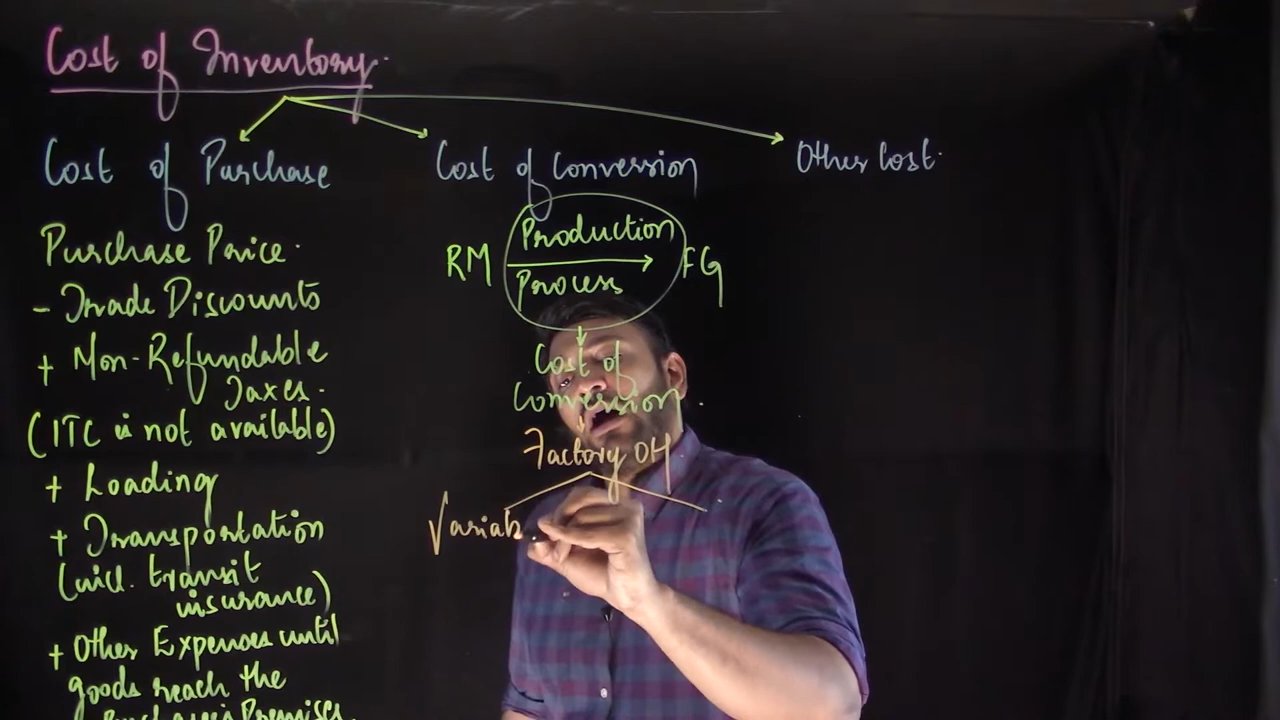 Cost of Inventory.
Cost of Purchase
Purchase Price.
- Trade Discounts
+ Non-Refundable
Taxes.
(ITC is not available)
+ Loading
+ Transportation
(incl. transit
insurance)
+ Other Expenses until
goods reach the
Purchaser's Premises.
Cost of Conversion
RM Production FG
Process
Cost of
Conversion
Factory OH
Variab
Other Cost.